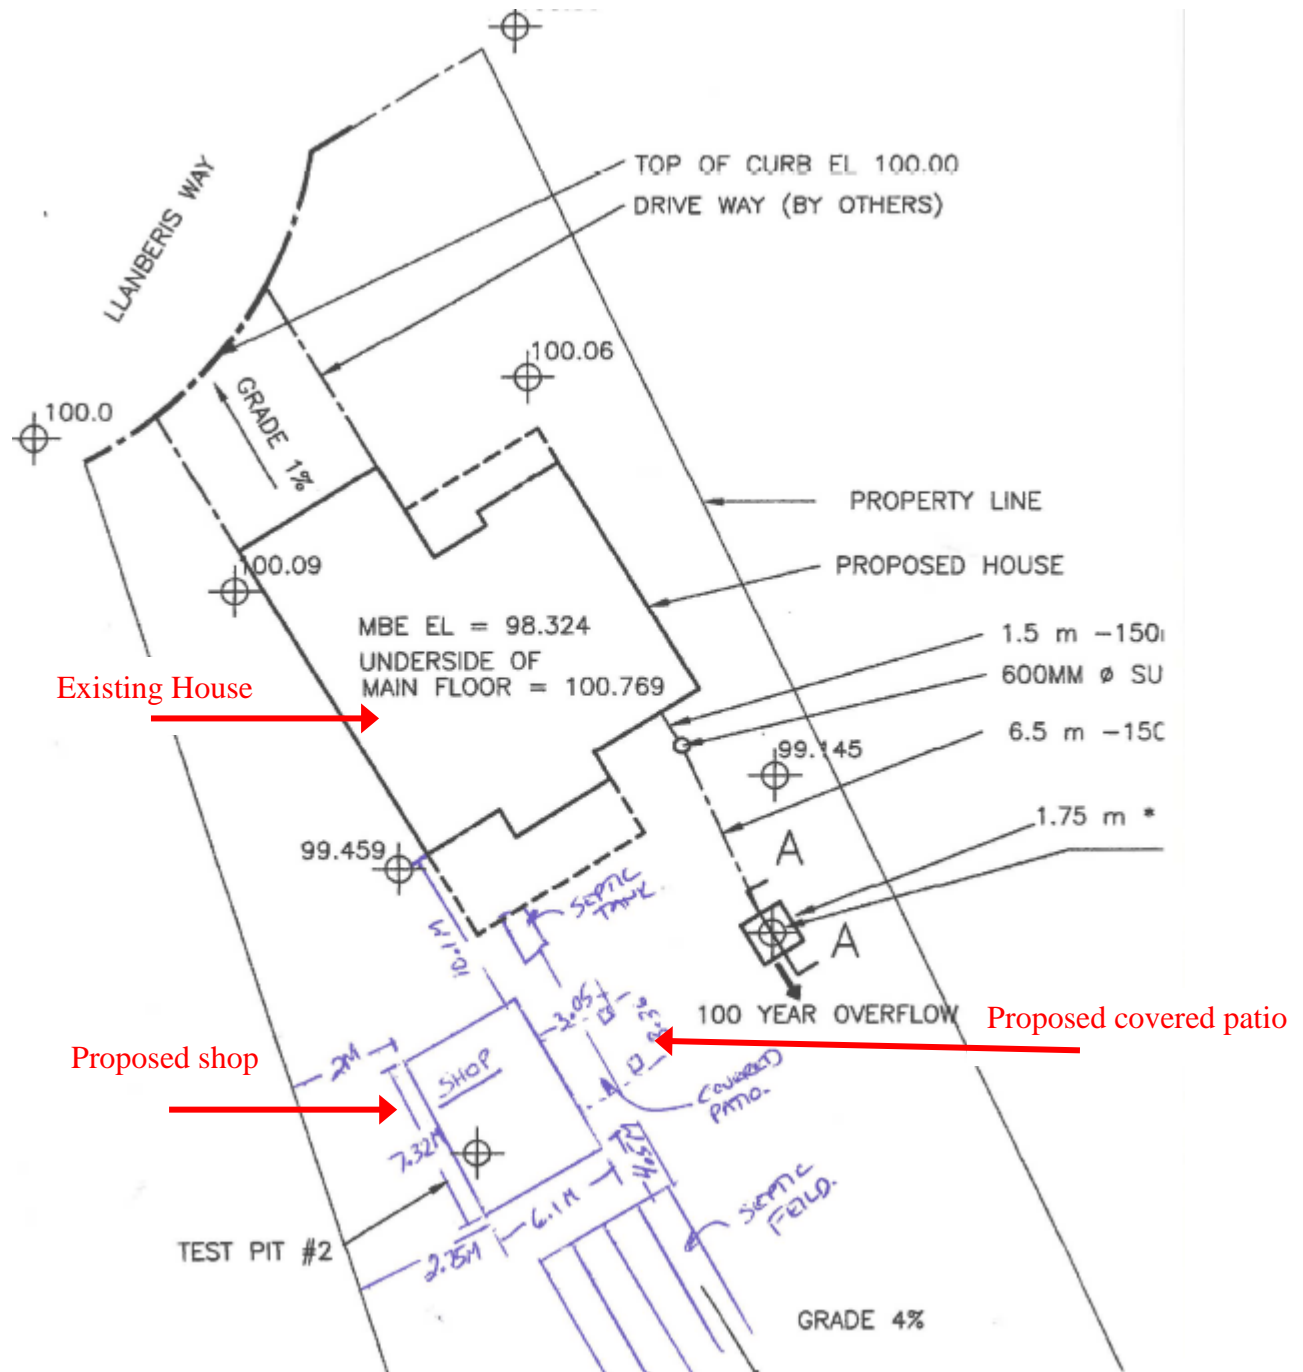 LLANBERIS WAY
TOP OF CURB EL 100.00
DRIVE WAY (BY OTHERS)
100.06
100.0
GRADE 1%
PROPERTY LINE
100.09
PROPOSED HOUSE
MBE EL = 98.324
UNDERSIDE OF
MAIN FLOOR = 100.769
Existing House
1.5 m -150
600MM ø SU
6.5 m -150
99.145
1.75 m *
A
99.459
SEPTIC
TANK
A
10.1M
100 YEAR OVERFLOW
Proposed covered patio
3.05
Proposed shop
2M
SHOP
COVERED
PATIO.
7.32M
6.1M
SEPTIC
FEILD.
TEST PIT #2
2.75M
GRADE 4%